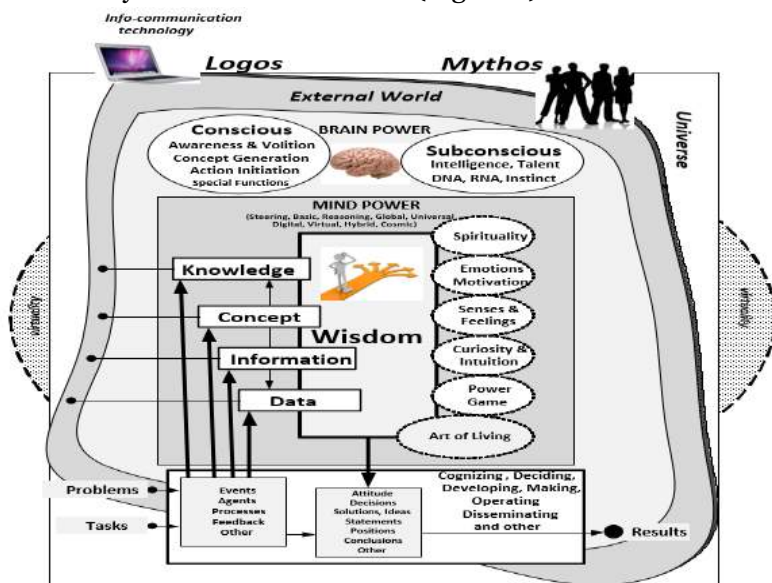 Info-communication
technology
Logos
Mythos
External World
Universe
Conscious
Awareness & Volition
Concept Generation
Action Initiation
Special Functions
BRAIN POWER
Subconscious
Intelligence, Talent
DNA, RNA, Instinct
MIND POWER
(Steering, Basic, Reasoning, Global, Universal
Digital, Virtual, Hybrid, Cosmic)
Spirituality
Knowledge
Emotions
Motivation
Concept
Senses &
Feelings
Wisdom
Information
Curiosity &
Intuition
Data
Power
Game
Art of Living
virtuality
virtuality
Problems
Tasks
Events
Agents
Processes
Feedback
Other
Attitude
Decisions
Solutions, Ideas
Statements
Positions
Conclusions
Other
Cognizing, Deciding,
Developing, Making,
Operating
Disseminating
and other
Results